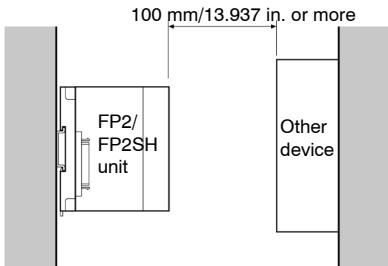 100 mm/13.937 in. or more
FP2/
FP2SH
unit
Other
device